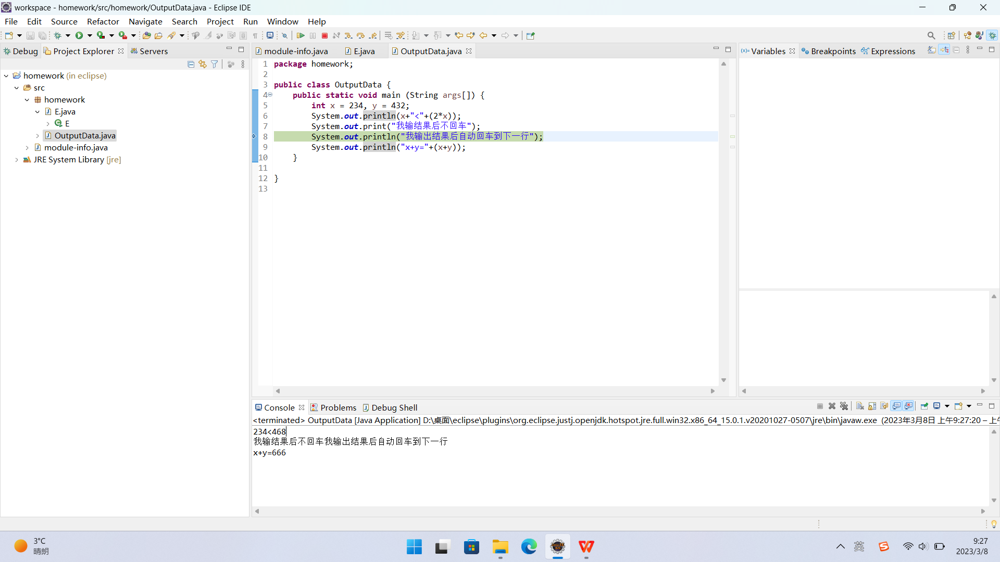 workspace - homework/src/homework/OutputData.java - Eclipse IDE
File Edit Source Refactor Navigate Search Project Run Window Help
Debug Project Explorer Servers
homework (in eclipse)
src
homework
E.java
E
OutputData.java
module-info.java
JRE System Library [jre]
module-info.java E.java OutputData.java
1 package homework;
2
3 public class OutputData {
4 public static void main (String args[]) {
5 int x = 234, y = 432;
6 System.out.println(x+"<"+(2*x));
7 System.out.print("我输结果后不回车");
8 System.out.println("我输出结果后自动回车到下一行");
9 System.out.println("x+y="+(x+y));
10 }
11
12 }
13
(x)= Variables Breakpoints Expressions
Console Problems Debug Shell
<terminated> OutputData [Java Application] D:\桌面\eclipse\plugins\org.eclipse.justj.openjdk.hotspot.jre.full.win32.x86_64_15.0.1.v20201027-0507\jre\bin\javaw.exe (2023年3月8日 上午9:27:20 – 上午
234<468
我输结果后不回车我输出结果后自动回车到下一行
x+y=666
3°C
晴朗
英
9:27
2023/3/8